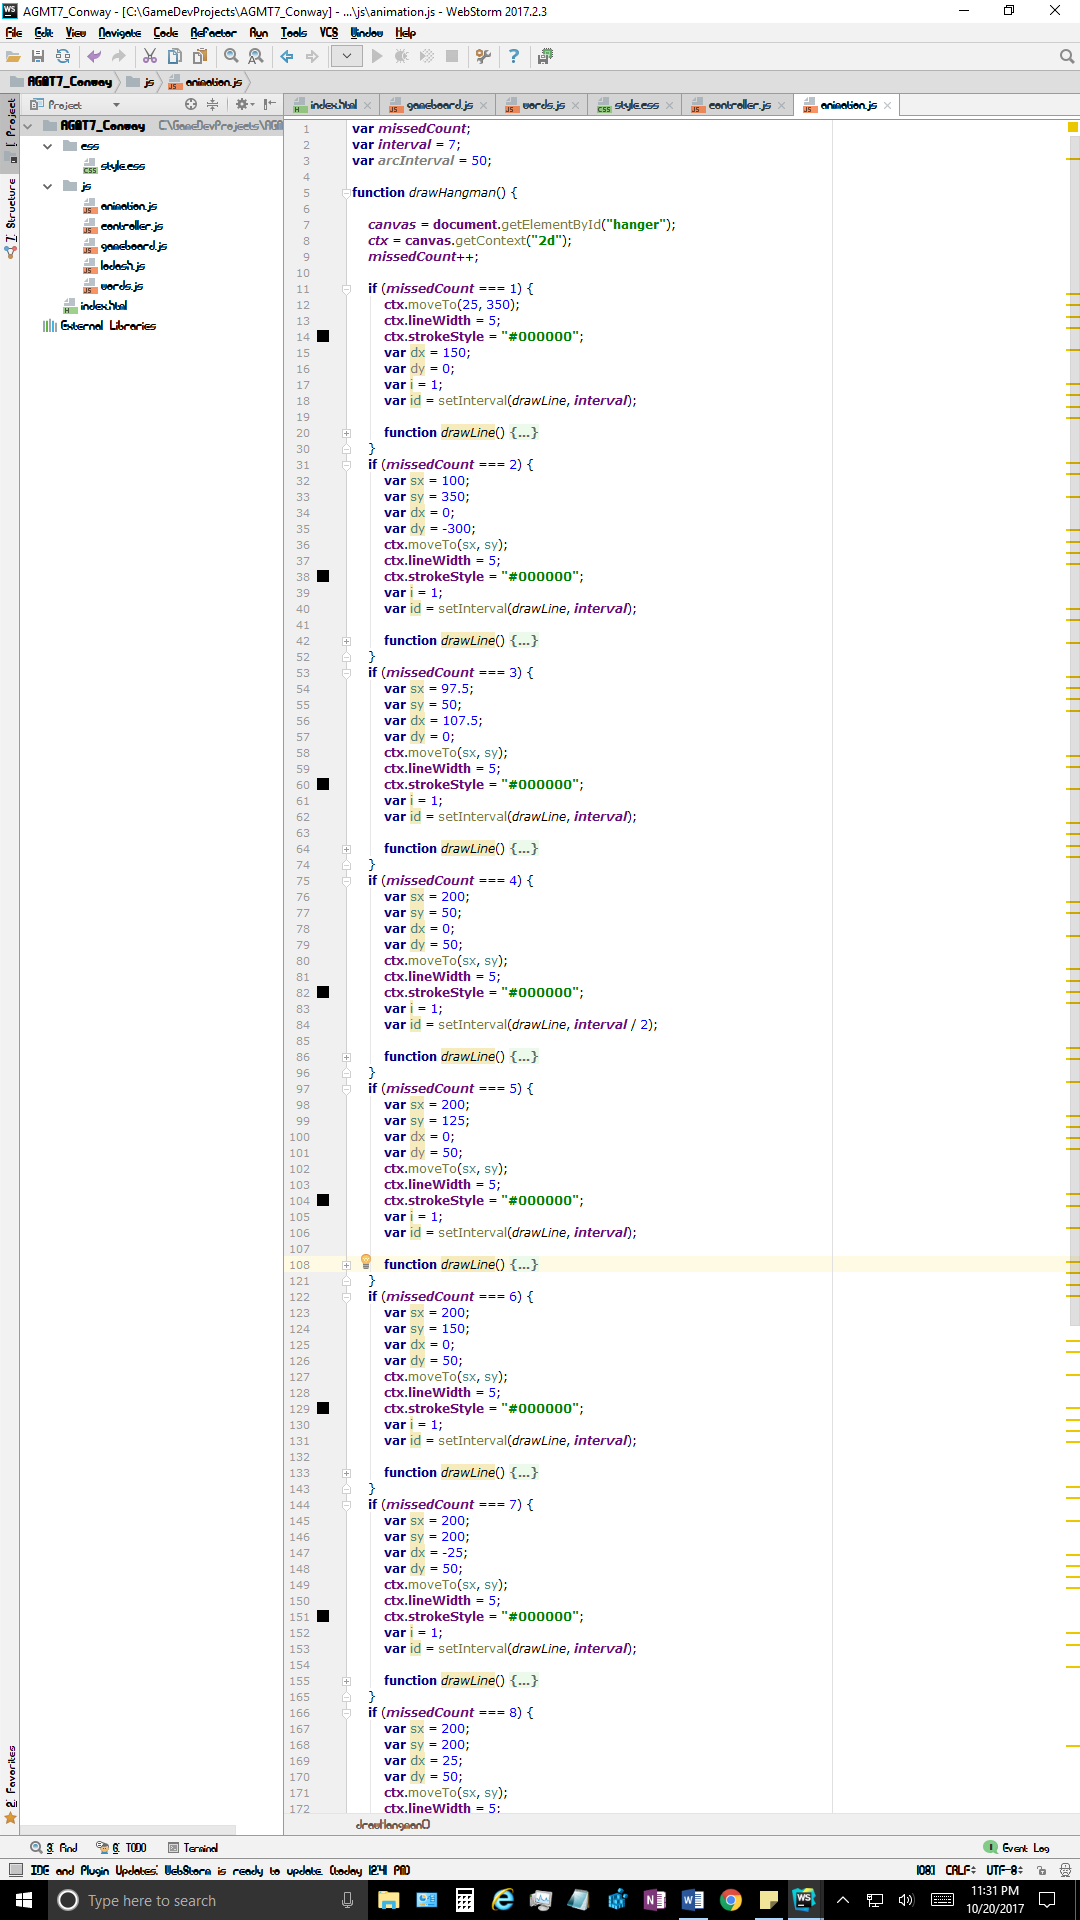 AGMT7_Conway - [C:\GameDevProjects\AGMT7_Conway] - ...\js\animation.js - WebStorm 2017.2.3
File Edit View Navigate Code Refactor Run Tools VCS Window Help
AGMT7_Conway js animation.js
Project
index.html gameboard.js words.js style.css controller.js animation.js
1: Project
7: Structure
2: Favorites
AGMT7_Conway C:\GameDevProjects\AGM
css
style.css
js
animation.js
controller.js
gameboard.js
lodash.js
words.js
index.html
External Libraries
1 var missedCount;
2 var interval = 7;
3 var arcInterval = 50;
4
5 function drawHangman() {
6
7 canvas = document.getElementById("hanger");
8 ctx = canvas.getContext("2d");
9 missedCount++;
10
11 if (missedCount === 1) {
12 ctx.moveTo(25, 350);
13 ctx.lineWidth = 5;
14 ctx.strokeStyle = "#000000";
15 var dx = 150;
16 var dy = 0;
17 var i = 1;
18 var id = setInterval(drawLine, interval);
19
20 function drawLine() {...}
30 }
31 if (missedCount === 2) {
32 var sx = 100;
33 var sy = 350;
34 var dx = 0;
35 var dy = -300;
36 ctx.moveTo(sx, sy);
37 ctx.lineWidth = 5;
38 ctx.strokeStyle = "#000000";
39 var i = 1;
40 var id = setInterval(drawLine, interval);
41
42 function drawLine() {...}
52 }
53 if (missedCount === 3) {
54 var sx = 97.5;
55 var sy = 50;
56 var dx = 107.5;
57 var dy = 0;
58 ctx.moveTo(sx, sy);
59 ctx.lineWidth = 5;
60 ctx.strokeStyle = "#000000";
61 var i = 1;
62 var id = setInterval(drawLine, interval);
63
64 function drawLine() {...}
74 }
75 if (missedCount === 4) {
76 var sx = 200;
77 var sy = 50;
78 var dx = 0;
79 var dy = 50;
80 ctx.moveTo(sx, sy);
81 ctx.lineWidth = 5;
82 ctx.strokeStyle = "#000000";
83 var i = 1;
84 var id = setInterval(drawLine, interval / 2);
85
86 function drawLine() {...}
96 }
97 if (missedCount === 5) {
98 var sx = 200;
99 var sy = 125;
100 var dx = 0;
101 var dy = 50;
102 ctx.moveTo(sx, sy);
103 ctx.lineWidth = 5;
104 ctx.strokeStyle = "#000000";
105 var i = 1;
106 var id = setInterval(drawLine, interval);
107
108 function drawLine() {...}
121 }
122 if (missedCount === 6) {
123 var sx = 200;
124 var sy = 150;
125 var dx = 0;
126 var dy = 50;
127 ctx.moveTo(sx, sy);
128 ctx.lineWidth = 5;
129 ctx.strokeStyle = "#000000";
130 var i = 1;
131 var id = setInterval(drawLine, interval);
132
133 function drawLine() {...}
143 }
144 if (missedCount === 7) {
145 var sx = 200;
146 var sy = 200;
147 var dx = -25;
148 var dy = 50;
149 ctx.moveTo(sx, sy);
150 ctx.lineWidth = 5;
151 ctx.strokeStyle = "#000000";
152 var i = 1;
153 var id = setInterval(drawLine, interval);
154
155 function drawLine() {...}
165 }
166 if (missedCount === 8) {
167 var sx = 200;
168 var sy = 200;
169 var dx = 25;
170 var dy = 50;
171 ctx.moveTo(sx, sy);
172 ctx.lineWidth = 5;
drawHangman()
3: Find 6: TODO Terminal Event Log
IDE and Plugin Updates: WebStorm is ready to update. (today 12:41 PM) 108:1 CRLF UTF-8
Type here to search
11:31 PM
10/20/2017